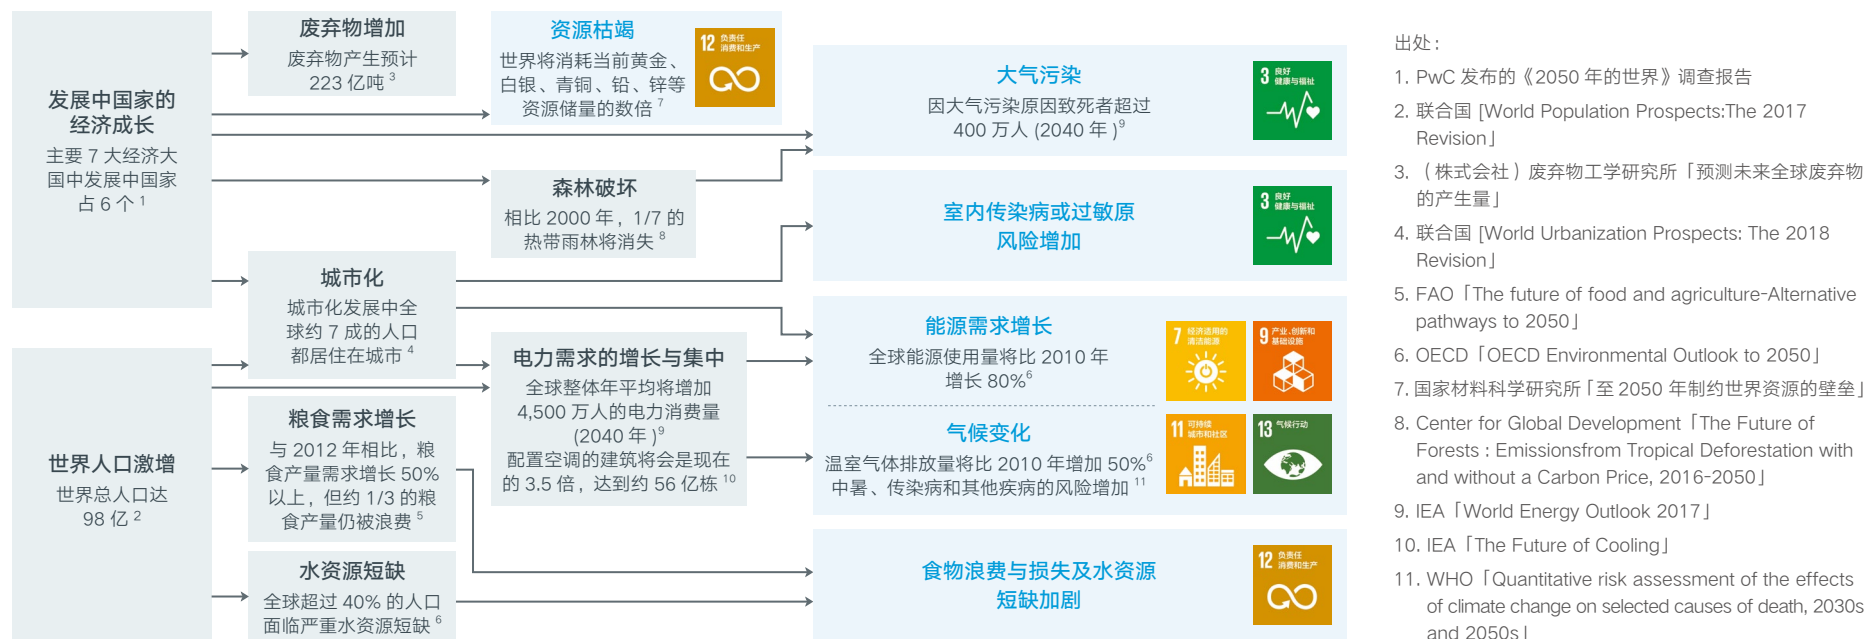 发展中国家的
经济成长
主要 7 大经济大
国中发展中国家
占 6 个 1
世界人口激增
世界总人口达
98 亿 2
废弃物增加
废弃物产生预计
223 亿吨 3
城市化
城市化发展中全
球约 7 成的人口
都居住在城市 4
粮食需求增长
与 2012 年相比，粮
食产量需求增长 50%
以上，但约 1/3 的粮
食产量仍被浪费 5
水资源短缺
全球超过 40% 的人口
面临严重水资源短缺 6
资源枯竭
世界将消耗当前黄金、
白银、青铜、铅、锌等
资源储量的数倍 7
12 负责任
消费和生产
森林破坏
相比 2000 年，1/7 的
热带雨林将消失 8
电力需求的增长与集中
全球整体年平均将增加
4,500 万人的电力消费量
(2040 年 )9
配置空调的建筑将会是现在
的 3.5 倍，达到约 56 亿栋 10
大气污染
因大气污染原因致死者超过
400 万人 (2040 年 )9
3 良好
健康与福祉
室内传染病或过敏原
风险增加
3 良好
健康与福祉
能源需求增长
全球能源使用量将比 2010 年
增长 80%6
7 经济适用的
清洁能源
9 产业、创新和
基础设施
气候变化
温室气体排放量将比 2010 年增加 50%6
中暑、传染病和其他疾病的风险增加 11
11 可持续
城市和社区
13 气候行动
食物浪费与损失及水资源
短缺加剧
12 负责任
消费和生产
出处：
1. PwC 发布的《2050 年的世界》调查报告
2. 联合国 [World Population Prospects:The 2017
Revision」
3. （株式会社）废弃物工学研究所「预测未来全球废弃物
的产生量」
4. 联合国 [World Urbanization Prospects: The 2018
Revision」
5. FAO「The future of food and agriculture-Alternative
pathways to 2050」
6. OECD「OECD Environmental Outlook to 2050」
7. 国家材料科学研究所「至 2050 年制约世界资源的壁垒」
8. Center for Global Development「The Future of
Forests : Emissionsfrom Tropical Deforestation with
and without a Carbon Price, 2016-2050」
9. IEA「World Energy Outlook 2017」
10. IEA「The Future of Cooling」
11. WHO「Quantitative risk assessment of the effects
of climate change on selected causes of death, 2030s
and 2050s」